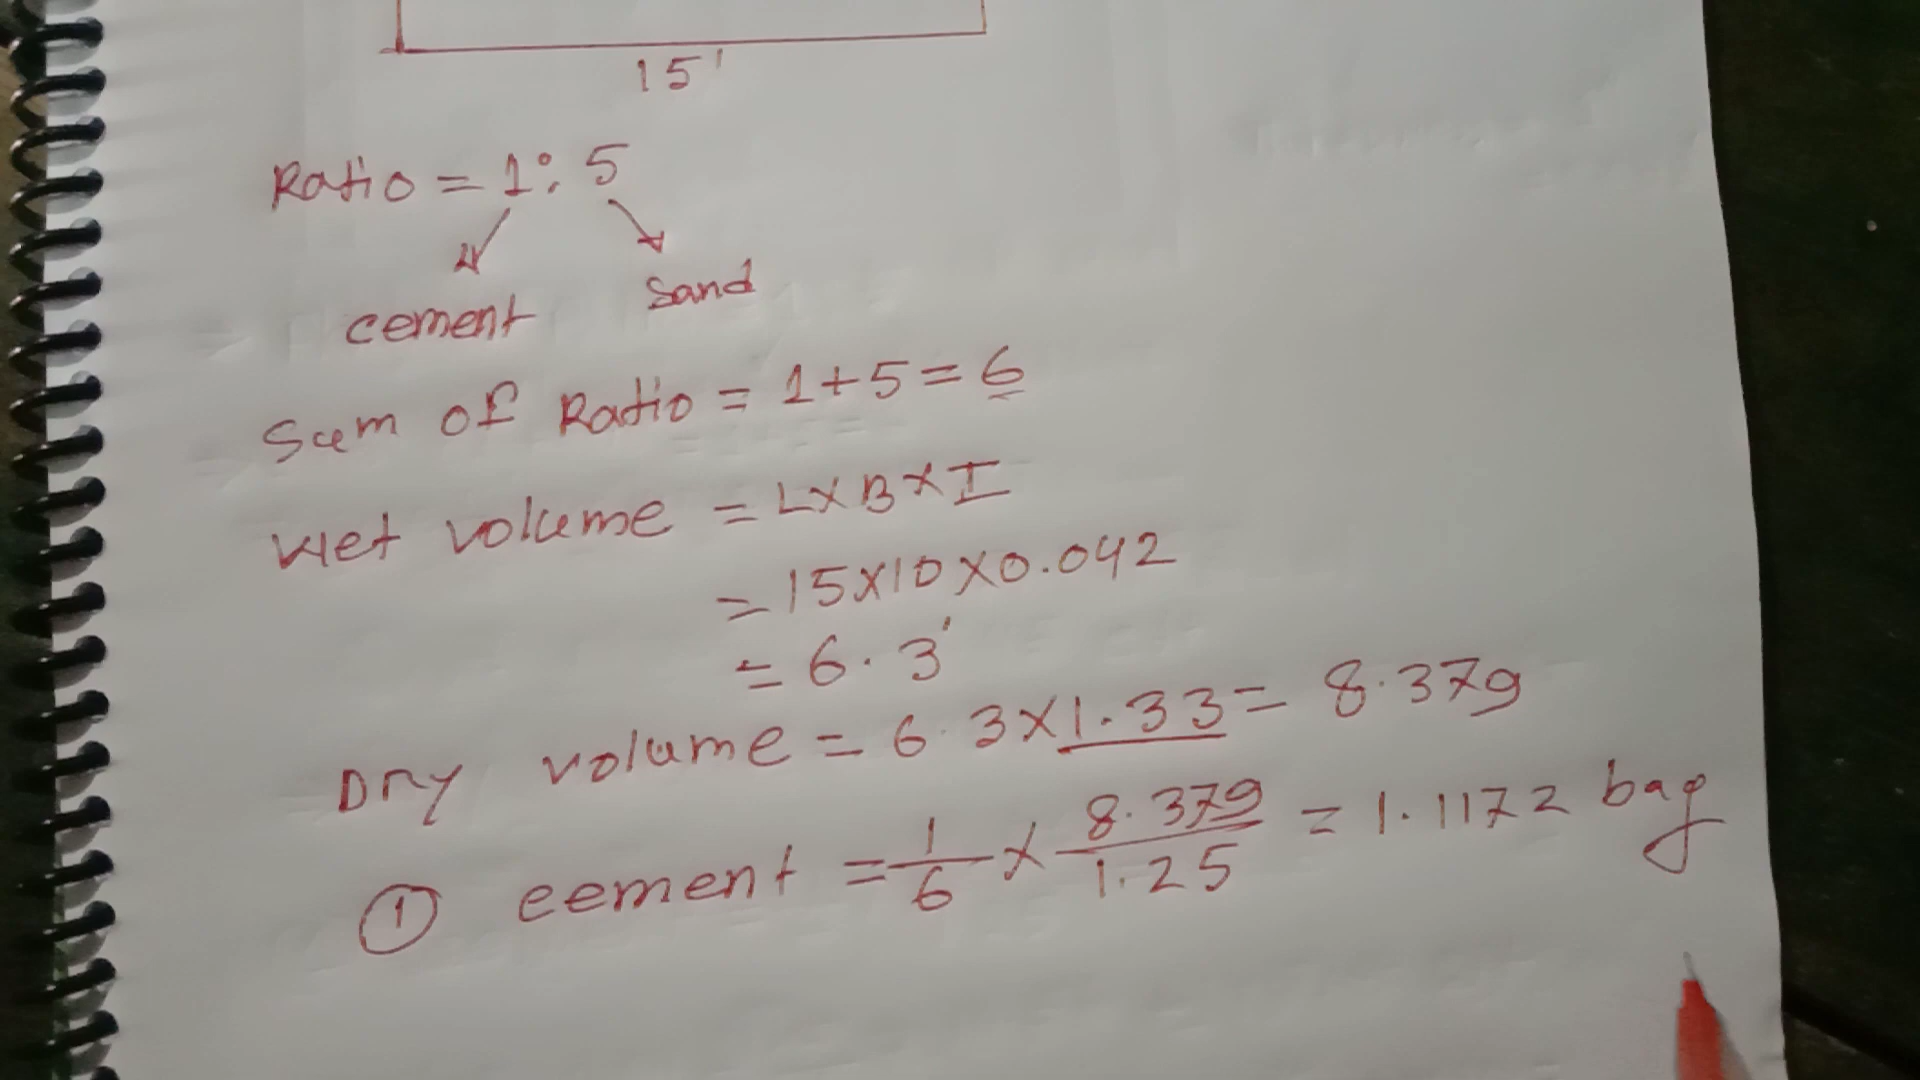 15'
Ratio = 1:5
cement
Sand
Sum of Ratio = 1+5=6
Wet volume = L×B×I
= 15×10×0.042
= 6.3'
Dry volume = 6.3×1.33= 8.379
① cement = 1/6 × 8.379/1.25 = 1.1172 bag